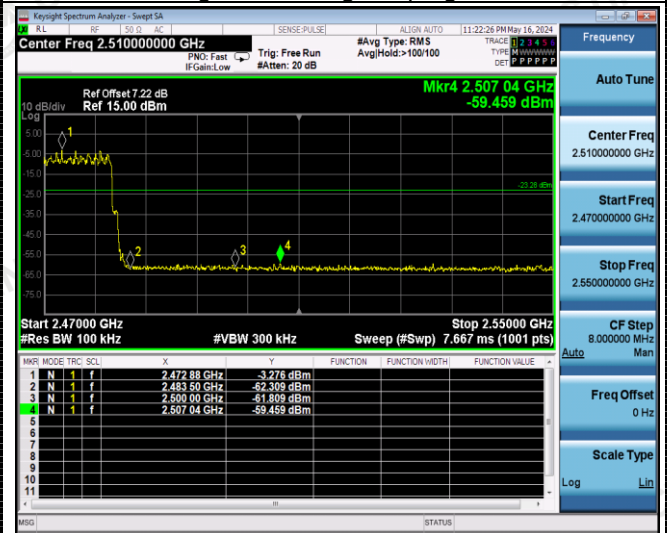 Keysight Spectrum Analyzer - Swept SA
RL RF 50 Ω AC SENSE:PULSE ALIGN AUTO 11:22:26 PM May 16, 2024
Center Freq 2.510000000 GHz
PNO: Fast
IFGain:Low
Trig: Free Run
#Atten: 20 dB
#Avg Type: RMS
Avg|Hold:>100/100
TRACE 1 2 3 4 5 6
TYPE M WWWWW
DET P P P P P P
Ref Offset 7.22 dB
10 dB/div Ref 15.00 dBm
Log
Mkr4 2.507 04 GHz
-59.459 dBm
5.00
-5.00
-15.0
-25.0
-35.0
-45.0
-55.0
-65.0
-75.0
1
2
3
4
-23.28 dBm
Start 2.47000 GHz Stop 2.55000 GHz
#Res BW 100 kHz #VBW 300 kHz Sweep (#Swp) 7.667 ms (1001 pts)
MKR MODE TRC SCL X Y FUNCTION FUNCTION WIDTH FUNCTION VALUE
1 N 1 f 2.472 88 GHz -3.276 dBm
2 N 1 f 2.483 50 GHz -62.309 dBm
3 N 1 f 2.500 00 GHz -61.809 dBm
4 N 1 f 2.507 04 GHz -59.459 dBm
5
6
7
8
9
10
11
MSG STATUS
Frequency
Auto Tune
Center Freq
2.510000000 GHz
Start Freq
2.470000000 GHz
Stop Freq
2.550000000 GHz
CF Step
8.000000 MHz
Auto Man
Freq Offset
0 Hz
Scale Type
Log Lin